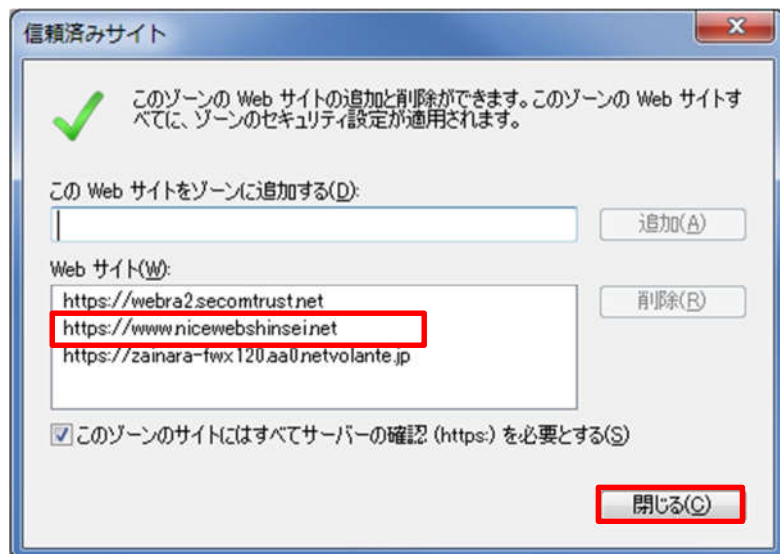 信頼済みサイト
このゾーンの Web サイトの追加と削除ができます。このゾーンの Web サイトす
べてに、ゾーンのセキュリティ設定が適用されます。
この Web サイトをゾーンに追加する(D):
追加(A)
Web サイト(W):
https://webra2.secomtrust.net
削除(R)
https://www.nicewebshinsei.net
https://zainara-fwx120.aa0.netvolante.jp
このゾーンのサイトにはすべてサーバーの確認 (https:) を必要とする(S)
閉じる(C)